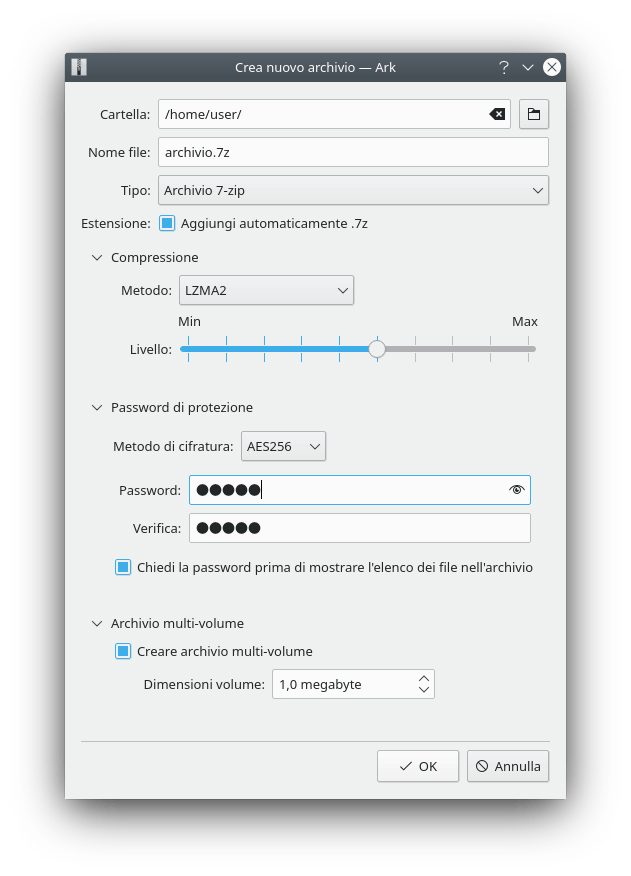 Crea nuovo archivio — Ark
Cartella: /home/user/
Nome file: archivio.7z
Tipo: Archivio 7-zip
Estensione: Aggiungi automaticamente .7z
Compressione
Metodo: LZMA2
Min Max
Livello:
Password di protezione
Metodo di cifratura: AES256
Password: ●●●●●
Verifica: ●●●●●
Chiedi la password prima di mostrare l'elenco dei file nell'archivio
Archivio multi-volume
Creare archivio multi-volume
Dimensioni volume: 1,0 megabyte
OK Annulla